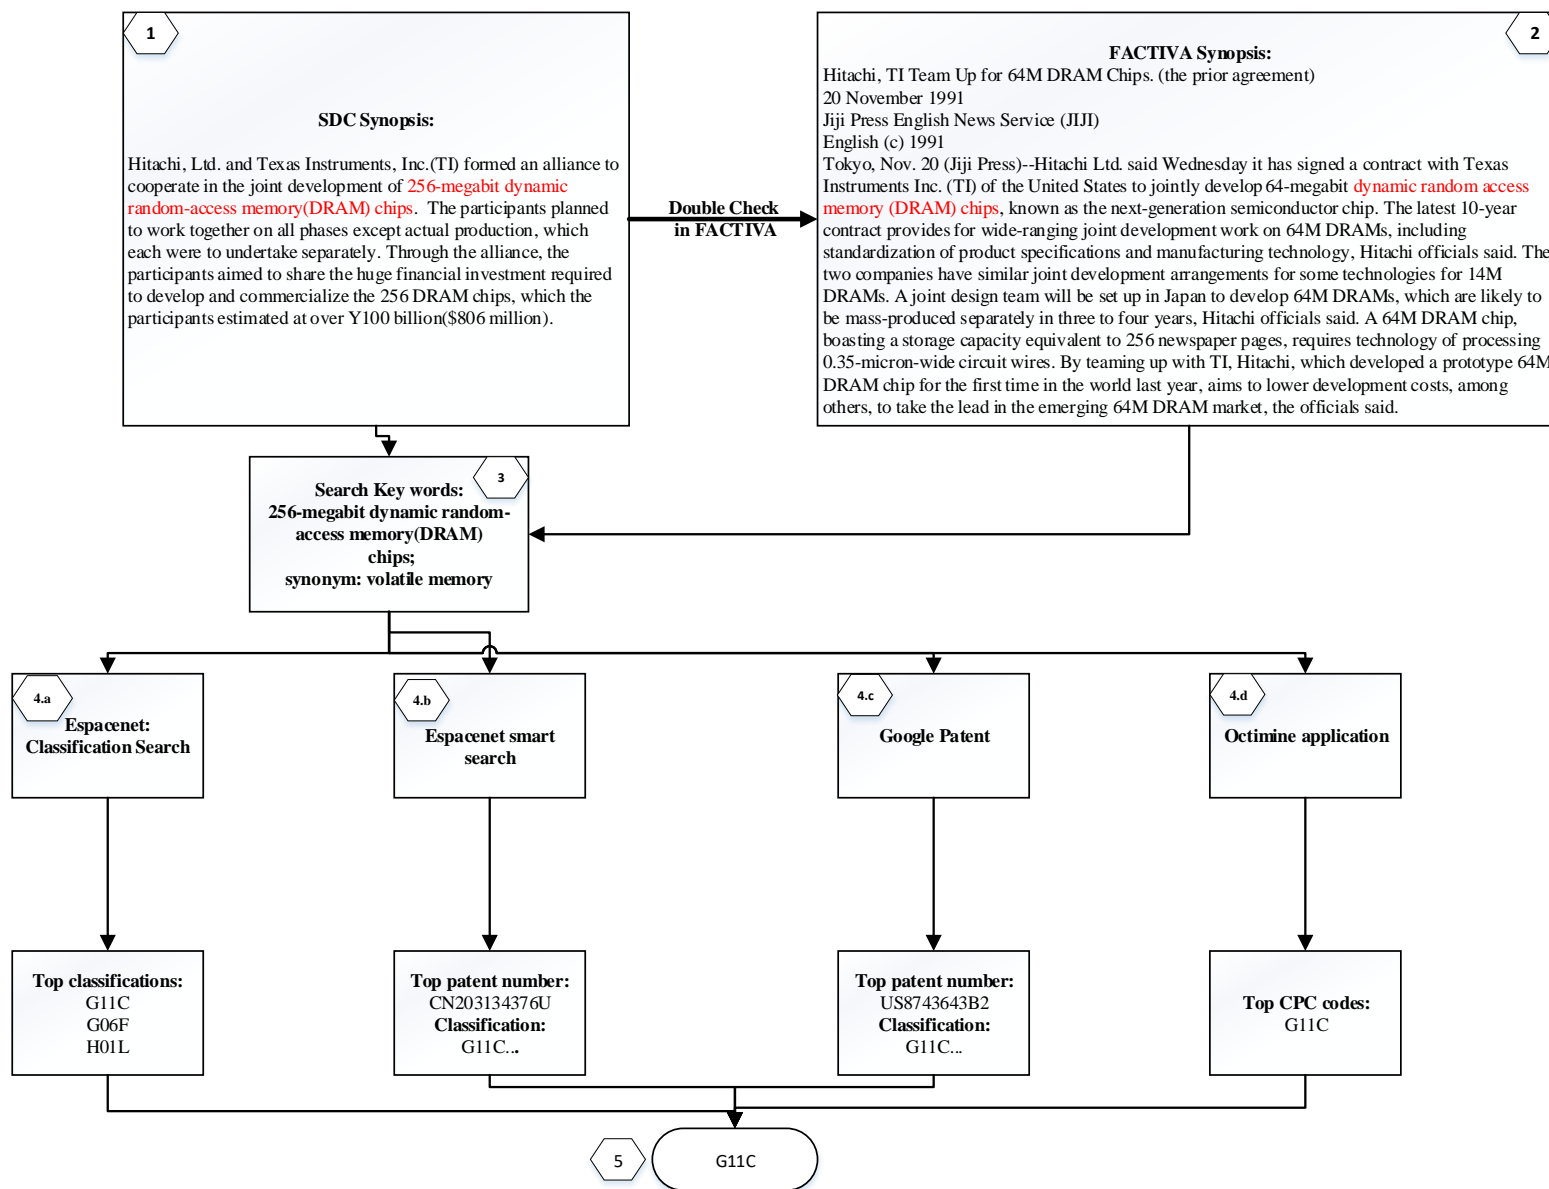 1
SDC Synopsis:
Hitachi, Ltd. and Texas Instruments, Inc.(TI) formed an alliance to
cooperate in the joint development of 256-megabit dynamic
random-access memory(DRAM) chips. The participants planned
to work together on all phases except actual production, which
each were to undertake separately. Through the alliance, the
participants aimed to share the huge financial investment required
to develop and commercialize the 256 DRAM chips, which the
participants estimated at over Y100 billion($806 million).
Double Check
in FACTIVA
2
FACTIVA Synopsis:
Hitachi, TI Team Up for 64M DRAM Chips. (the prior agreement)
20 November 1991
Jiji Press English News Service (JIJI)
English (c) 1991
Tokyo, Nov. 20 (Jiji Press)--Hitachi Ltd. said Wednesday it has signed a contract with Texas
Instruments Inc. (TI) of the United States to jointly develop 64-megabit dynamic random access
memory (DRAM) chips, known as the next-generation semiconductor chip. The latest 10-year
contract provides for wide-ranging joint development work on 64M DRAMs, including
standardization of product specifications and manufacturing technology, Hitachi officials said. The
two companies have similar joint development arrangements for some technologies for 14M
DRAMs. A joint design team will be set up in Japan to develop 64M DRAMs, which are likely to
be mass-produced separately in three to four years, Hitachi officials said. A 64M DRAM chip,
boasting a storage capacity equivalent to 256 newspaper pages, requires technology of processing
0.35-micron-wide circuit wires. By teaming up with TI, Hitachi, which developed a prototype 64M
DRAM chip for the first time in the world last year, aims to lower development costs, among
others, to take the lead in the emerging 64M DRAM market, the officials said.
3
Search Key words:
256-megabit dynamic random-
access memory(DRAM)
chips;
synonym: volatile memory
4.a
Espacenet:
Classification Search
4.b
Espacenet smart
search
4.c
Google Patent
4.d
Octimine application
Top classifications:
G11C
G06F
H01L
Top patent number:
CN203134376U
Classification:
G11C...
Top patent number:
US8743643B2
Classification:
G11C...
Top CPC codes:
G11C
5
G11C